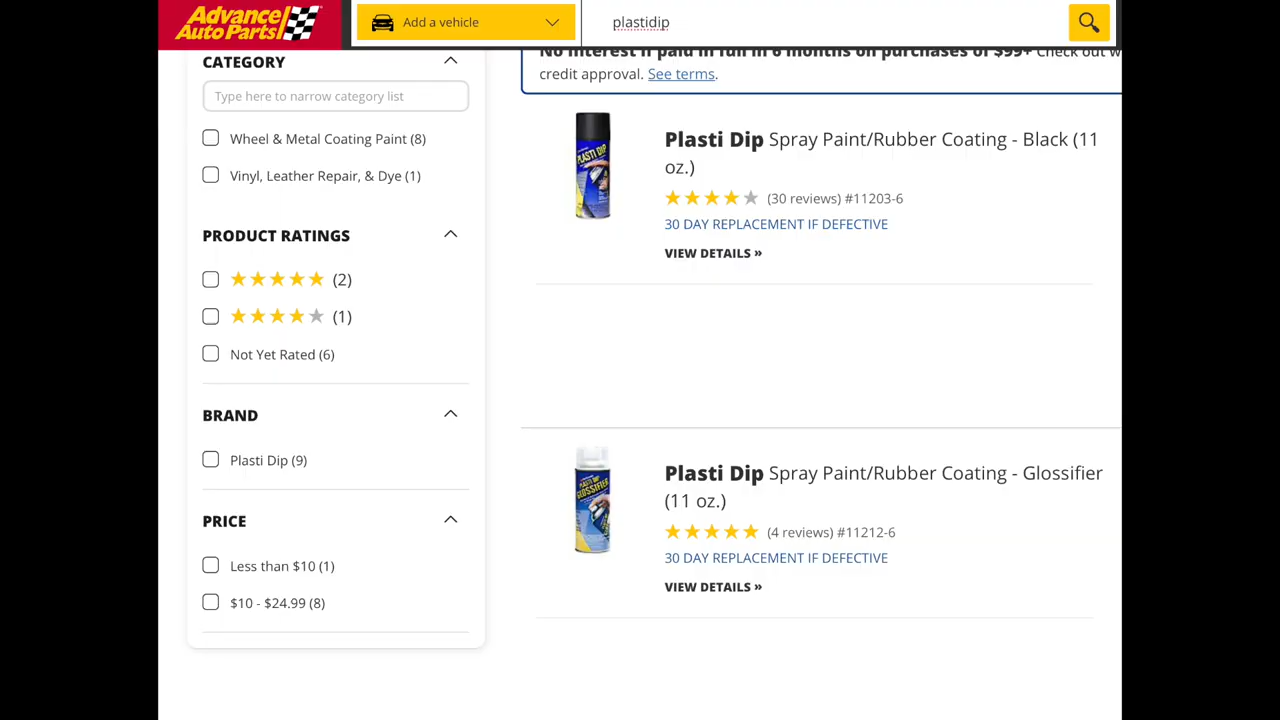 Advance
Auto Parts
Add a vehicle
plastidip
No interest if paid in full in 6 months on purchases of $99+ Check out w
credit approval. See terms.
CATEGORY
Type here to narrow category list
Wheel & Metal Coating Paint (8)
Vinyl, Leather Repair, & Dye (1)
PRODUCT RATINGS
(2)
(1)
Not Yet Rated (6)
BRAND
Plasti Dip (9)
PRICE
Less than $10 (1)
$10 - $24.99 (8)
PLASTI DIP
Plasti Dip Spray Paint/Rubber Coating - Black (11
oz.)
(30 reviews) #11203-6
30 DAY REPLACEMENT IF DEFECTIVE
VIEW DETAILS »
PLASTI DIP
GLOSSIFIER
Plasti Dip Spray Paint/Rubber Coating - Glossifier
(11 oz.)
(4 reviews) #11212-6
30 DAY REPLACEMENT IF DEFECTIVE
VIEW DETAILS »